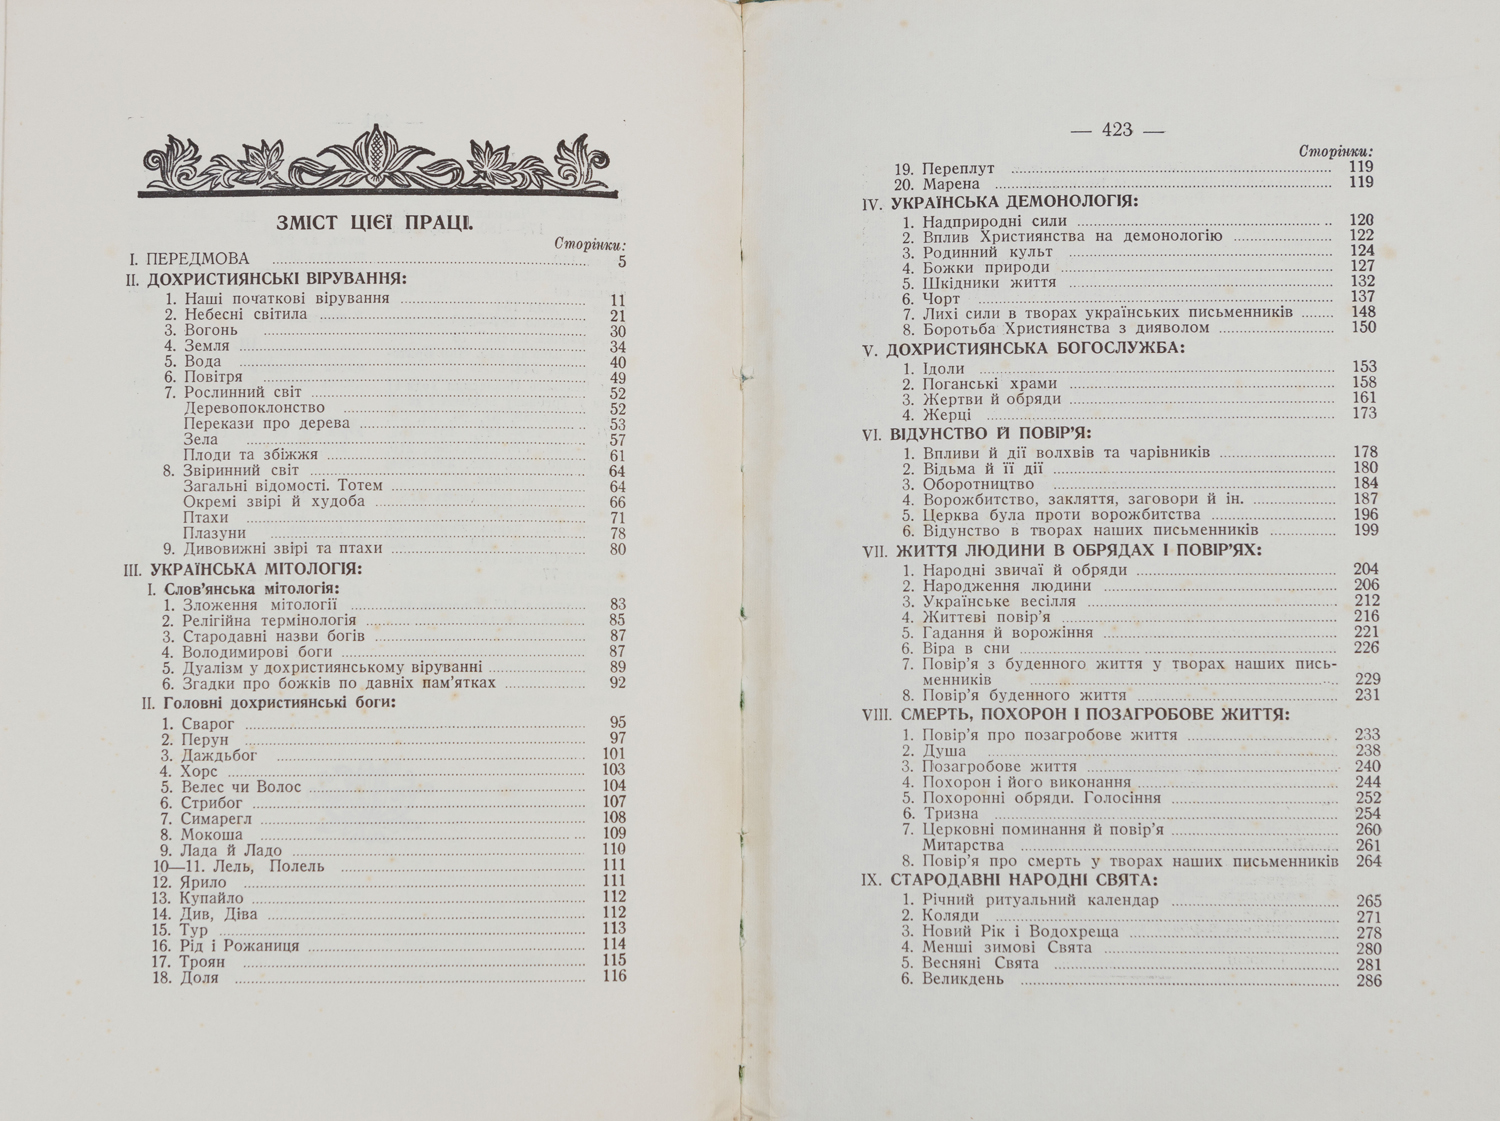 ЗМІСТ ЦІЄЇ ПРАЦІ.
Сторінки:
I. ПЕРЕДМОВА 5
II. ДОХРИСТИЯНСЬКІ ВІРУВАННЯ:
1. Наші початкові вірування 11
2. Небесні світила 21
3. Вогонь 30
4. Земля 34
5. Вода 40
6. Повітря 49
7. Рослинний світ 52
Деревопоклонство 52
Перекази про дерева 53
Зела 57
Плоди та збіжжя 61
8. Звіринний світ 64
Загальні відомості. Тотем 64
Окремі звірі й худоба 66
Птахи 71
Плазуни 78
9. Дивовижні звірі та птахи 80
III. УКРАЇНСЬКА МІТОЛОГІЯ:
I. Слов'янська мітологія:
1. Зложення мітології 83
2. Релігійна термінологія 85
3. Стародавні назви богів 87
4. Володимирові боги 87
5. Дуалізм у дохристиянському віруванні 89
6. Згадки про божків по давніх пам'ятках 92
II. Головні дохристиянські боги:
1. Сварог 95
2. Перун 97
3. Даждьбог 101
4. Хорс 103
5. Велес чи Волос 104
6. Стрибог 107
7. Симарегл 108
8. Мокоша 109
9. Лада й Ладо 110
10—11. Лель, Полель 111
12. Ярило 111
13. Купайло 112
14. Див, Діва 112
15. Тур 113
16. Рід і Рожаниця 114
17. Троян 115
18. Доля 116
— 423 —
Сторінки:
19. Переплут 119
20. Марена 119
IV. УКРАЇНСЬКА ДЕМОНОЛОГІЯ:
1. Надприродні сили 120
2. Вплив Християнства на демонологію 122
3. Родинний культ 124
4. Божки природи 127
5. Шкідники життя 132
6. Чорт 137
7. Лихі сили в творах українських письменників 148
8. Боротьба Християнства з дияволом 150
V. ДОХРИСТИЯНСЬКА БОГОСЛУЖБА:
1. Ідоли 153
2. Поганські храми 158
3. Жертви й обряди 161
4. Жерці 173
VI. ВІДУНСТВО Й ПОВІР'Я:
1. Впливи й дії волхвів та чарівників 178
2. Відьма й її дії 180
3. Оборотництво 184
4. Ворожбитство, закляття, заговори й ін. 187
5. Церква була проти ворожбитства 196
6. Відунство в творах наших письменників 199
VII. ЖИТТЯ ЛЮДИНИ В ОБРЯДАХ І ПОВІР'ЯХ:
1. Народні звичаї й обряди 204
2. Народження людини 206
3. Українське весілля 212
4. Життєві повір'я 216
5. Гадання й ворожіння 221
6. Віра в сни 226
7. Повір'я з буденного життя у творах наших пись-
менників 229
8. Повір'я буденного життя 231
VIII. СМЕРТЬ, ПОХОРОН І ПОЗАГРОБОВЕ ЖИТТЯ:
1. Повір'я про позагробове життя 233
2. Душа 238
3. Позагробове життя 240
4. Похорон і його виконання 244
5. Похоронні обряди. Голосіння 252
6. Тризна 254
7. Церковні поминання й повір'я 260
Митарства 261
8. Повір'я про смерть у творах наших письменників 264
IX. СТАРОДАВНІ НАРОДНІ СВЯТА:
1. Річний ритуальний календар 265
2. Коляди 271
3. Новий Рік і Водохреща 278
4. Менші зимові Свята 280
5. Весняні Свята 281
6. Великдень 286